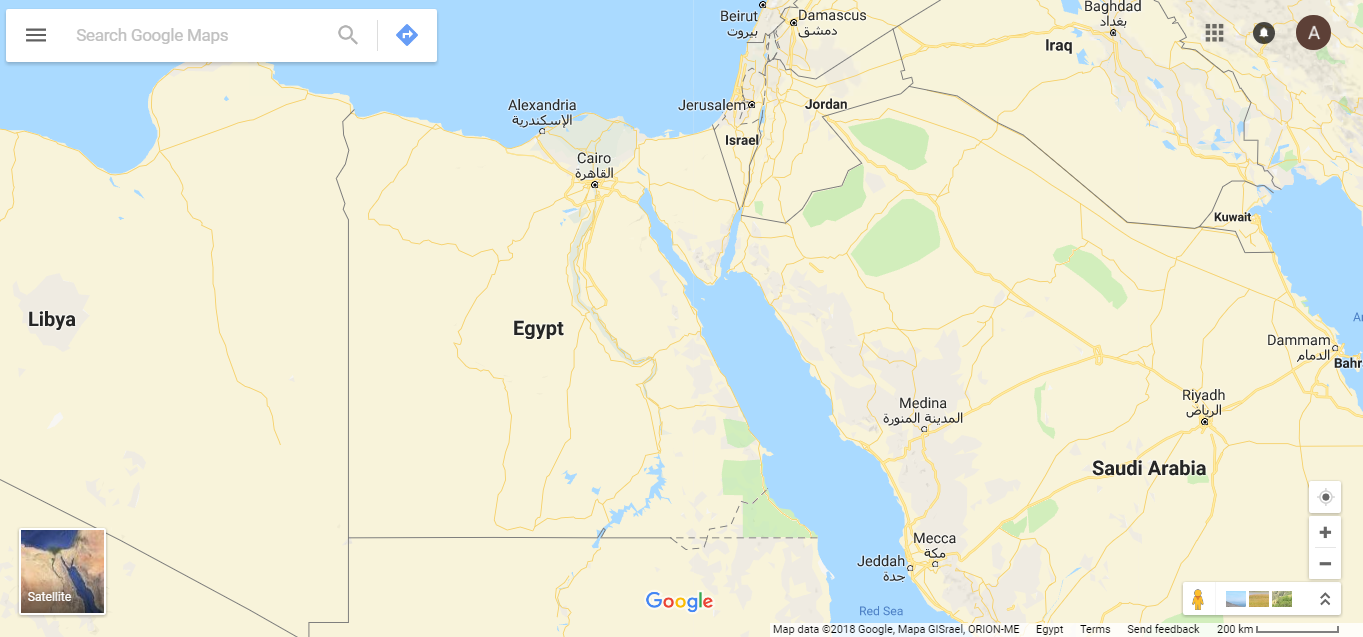 Search Google Maps
A
Beirut
بيروت
Damascus
دمشق
Baghdad
بغداد
Iraq
Alexandria
الإسكندرية
Jerusalem
Jordan
Israel
Cairo
القاهرة
Kuwait
Libya
Egypt
Dammam
الدمام
Bahr
Medina
المدينة المنورة
Riyadh
الرياض
Saudi Arabia
Mecca
مكة
Jeddah
جدة
Red Sea
Satellite
Google
Map data ©2018 Google, Mapa GISrael, ORION-ME Egypt Terms Send feedback 200 km